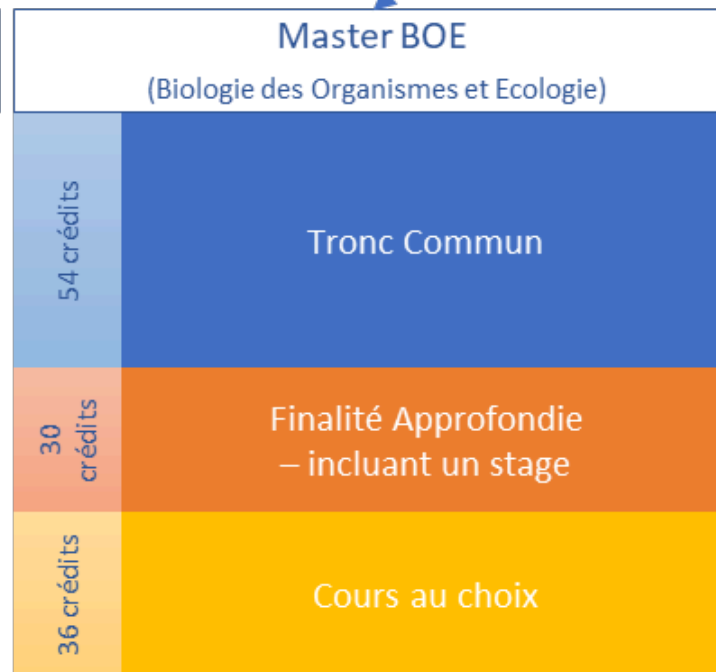 Master BOE
(Biologie des Organismes et Ecologie)
54 crédits
Tronc Commun
30
crédits
Finalité Approfondie
– incluant un stage
36 crédits
Cours au choix